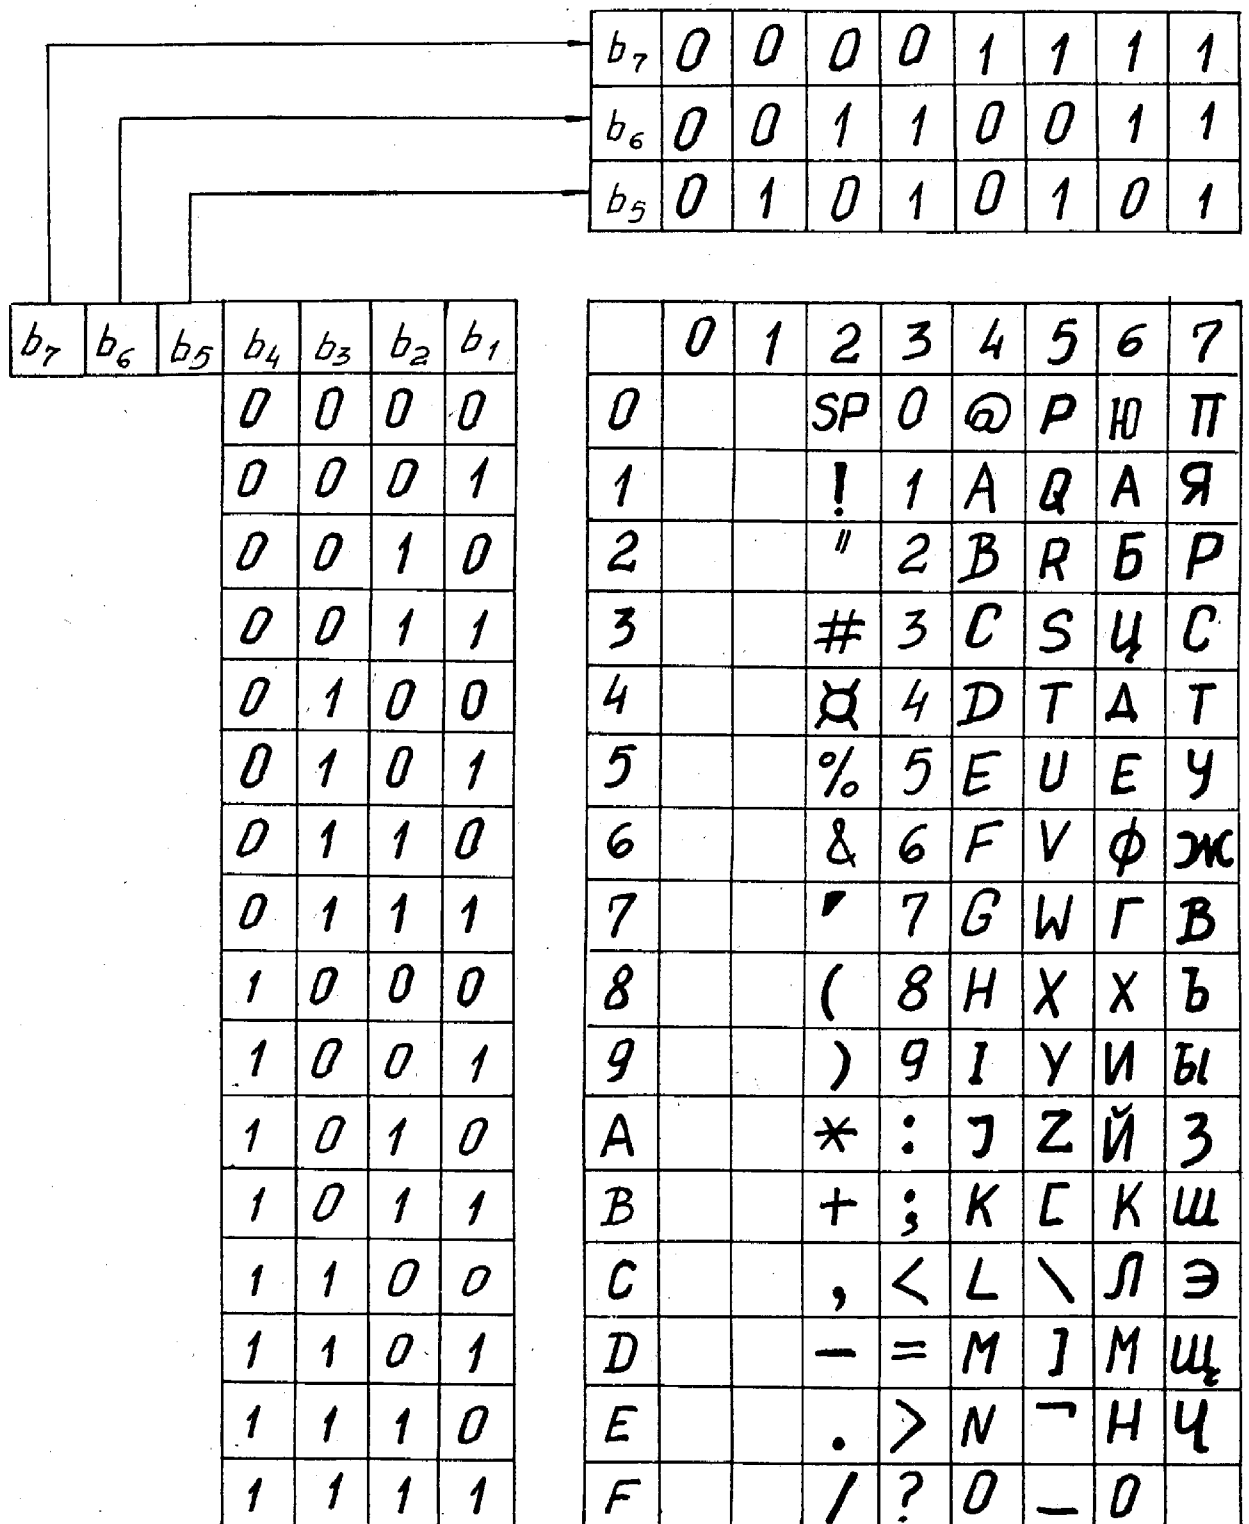 b7 0 0 0 0 1 1 1 1
b6 0 0 1 1 0 0 1 1
b5 0 1 0 1 0 1 0 1
b7 b6 b5 b4 b3 b2 b1 0 1 2 3 4 5 6 7
0 0 0 0 0 SP 0 @ P Ю П
0 0 0 1 1 ! 1 A Q А Я
0 0 1 0 2 " 2 B R Б Р
0 0 1 1 3 # 3 C S Ц С
0 1 0 0 4 ¤ 4 D T Д Т
0 1 0 1 5 % 5 E U Е У
0 1 1 0 6 & 6 F V Ф Ж
0 1 1 1 7 ' 7 G W Г В
1 0 0 0 8 ( 8 H X Х Ъ
1 0 0 1 9 ) 9 I Y И Ы
1 0 1 0 A * : J Z Й З
1 0 1 1 B + ; K [ К Ш
1 1 0 0 C , < L \ Л Э
1 1 0 1 D - = M ] М Щ
1 1 1 0 E . > N ¬ Н Ч
1 1 1 1 F / ? O _ О